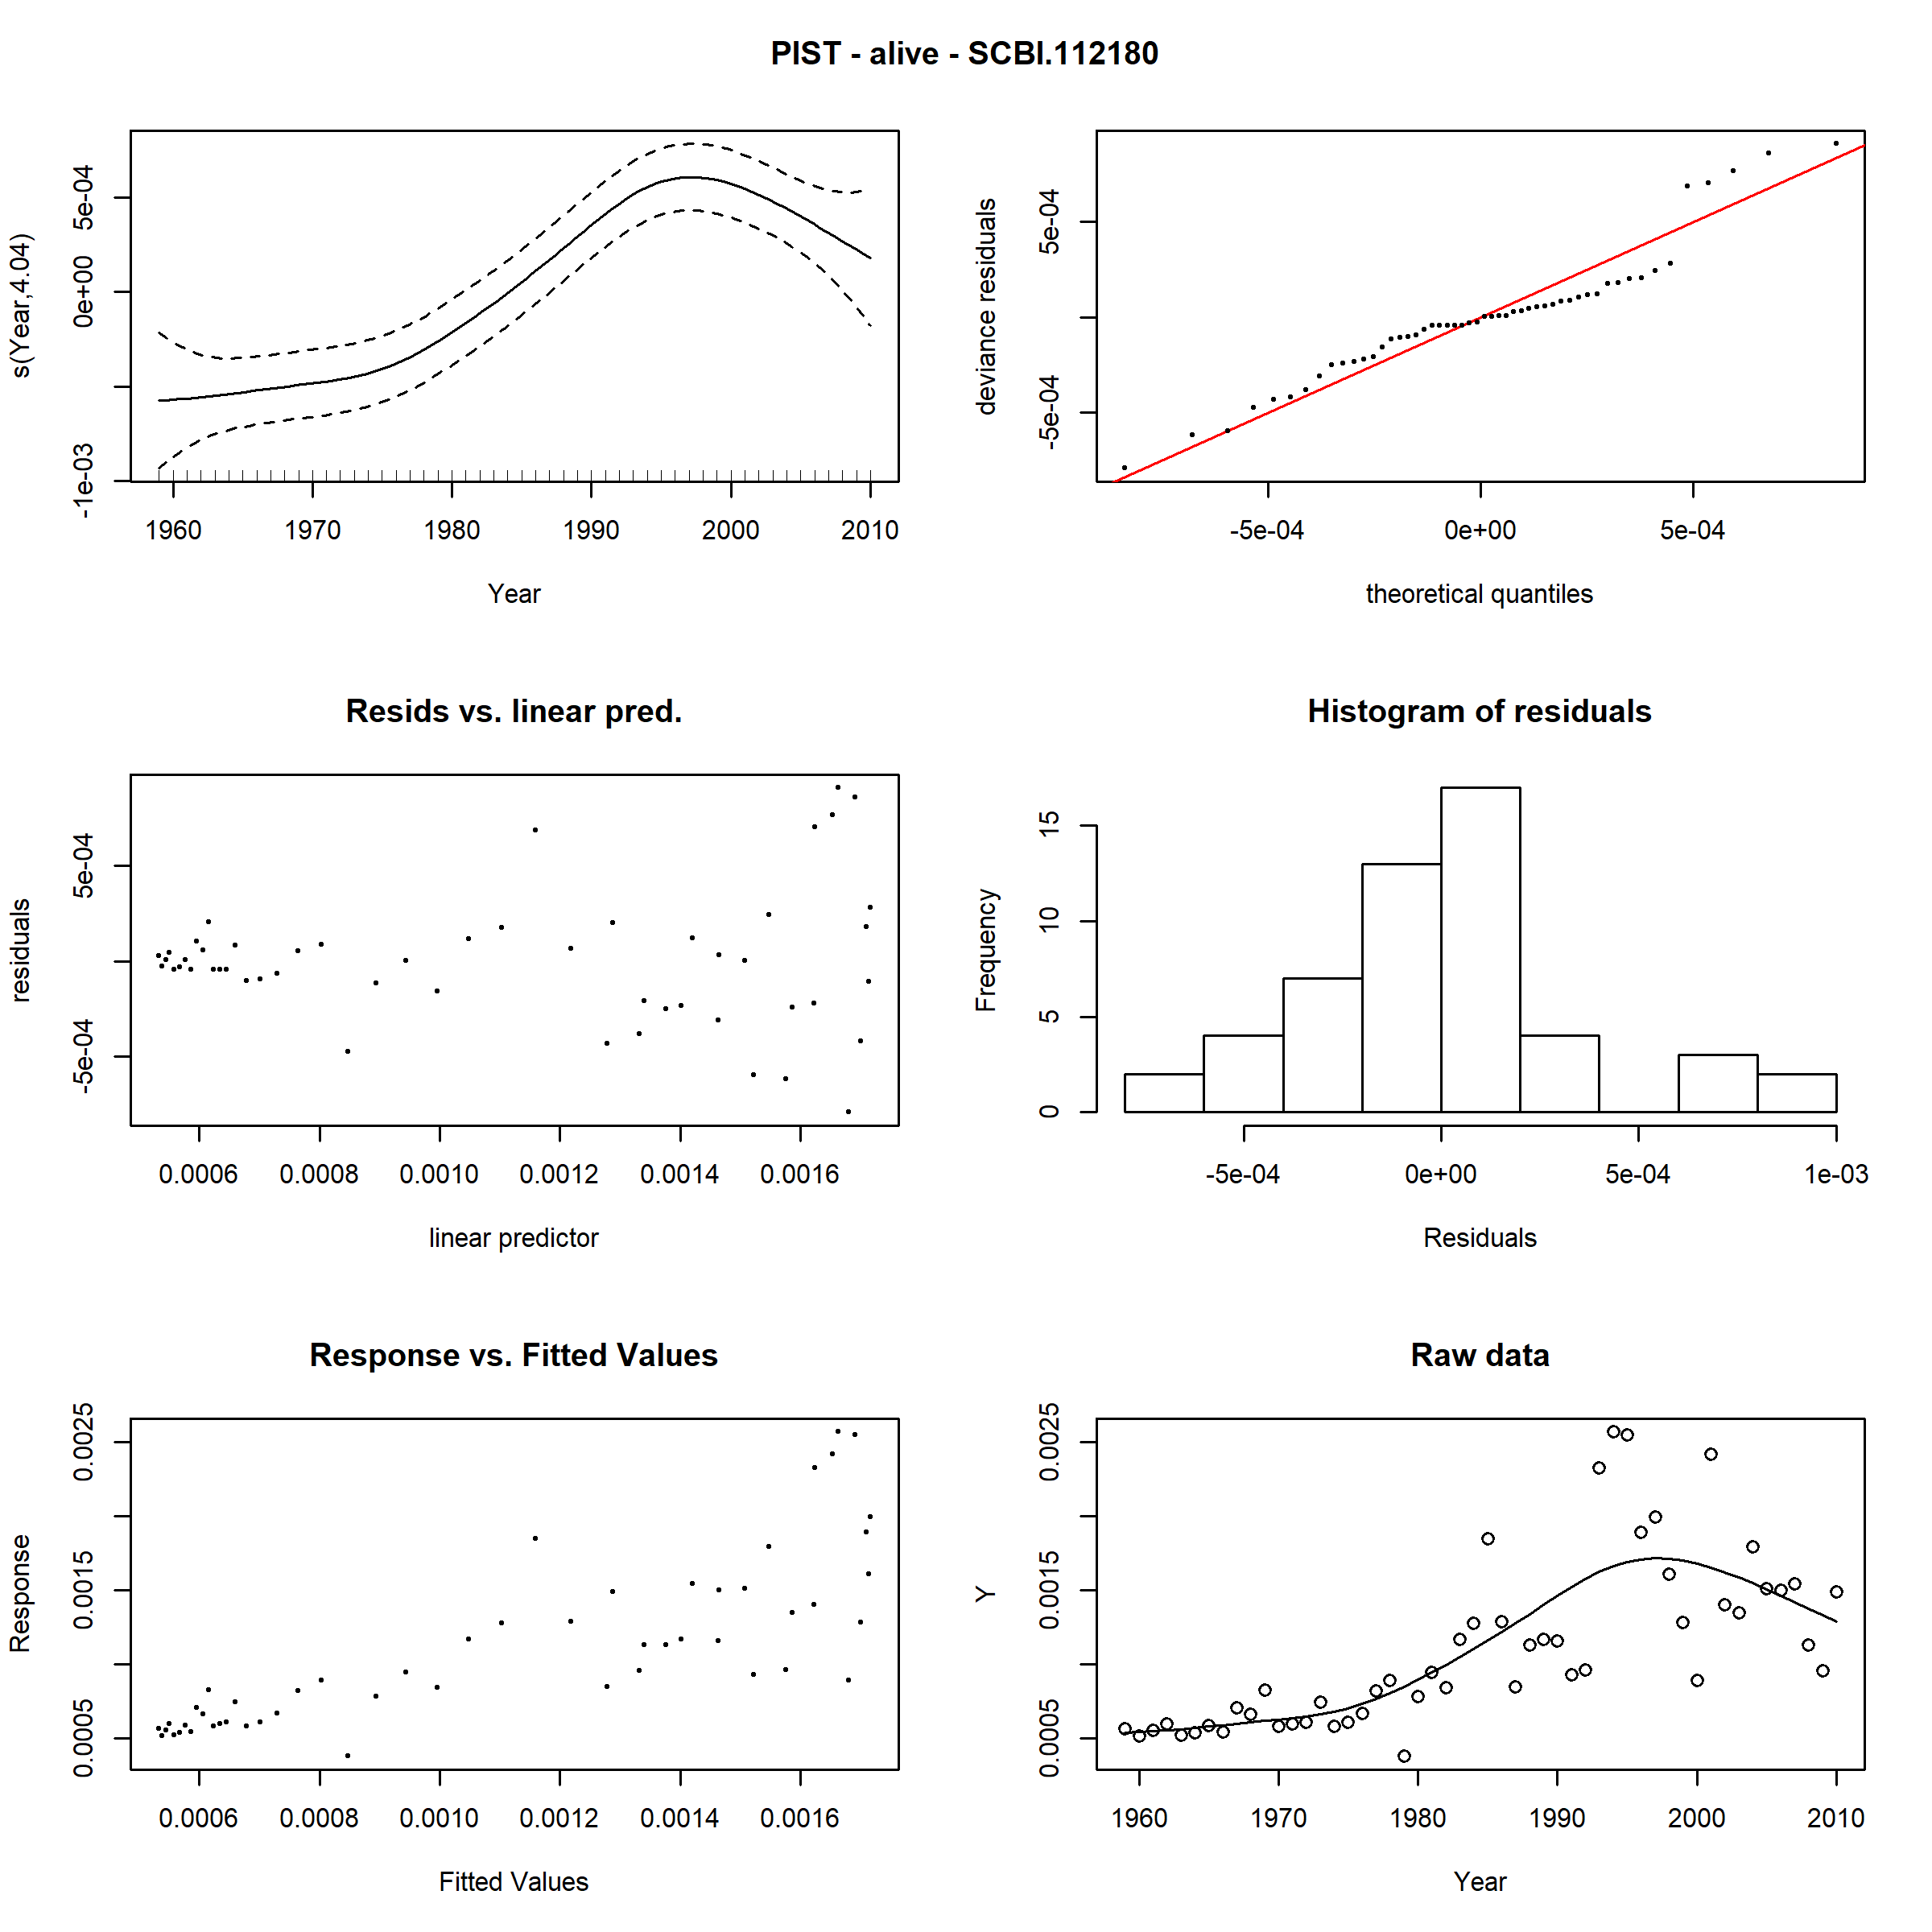 PIST - alive - SCBI.112180
s(Year,4.04)
-1e-03 0e+00 5e-04
1960 1970 1980 1990 2000 2010
Year
deviance residuals
-5e-04 5e-04
-5e-04 0e+00 5e-04
theoretical quantiles
Resids vs. linear pred.
residuals
-5e-04 5e-04
0.0006 0.0008 0.0010 0.0012 0.0014 0.0016
linear predictor
Histogram of residuals
Frequency
0 5 10 15
-5e-04 0e+00 5e-04 1e-03
Residuals
Response vs. Fitted Values
Response
0.0005 0.0015 0.0025
0.0006 0.0008 0.0010 0.0012 0.0014 0.0016
Fitted Values
Raw data
Y
0.0005 0.0015 0.0025
1960 1970 1980 1990 2000 2010
Year